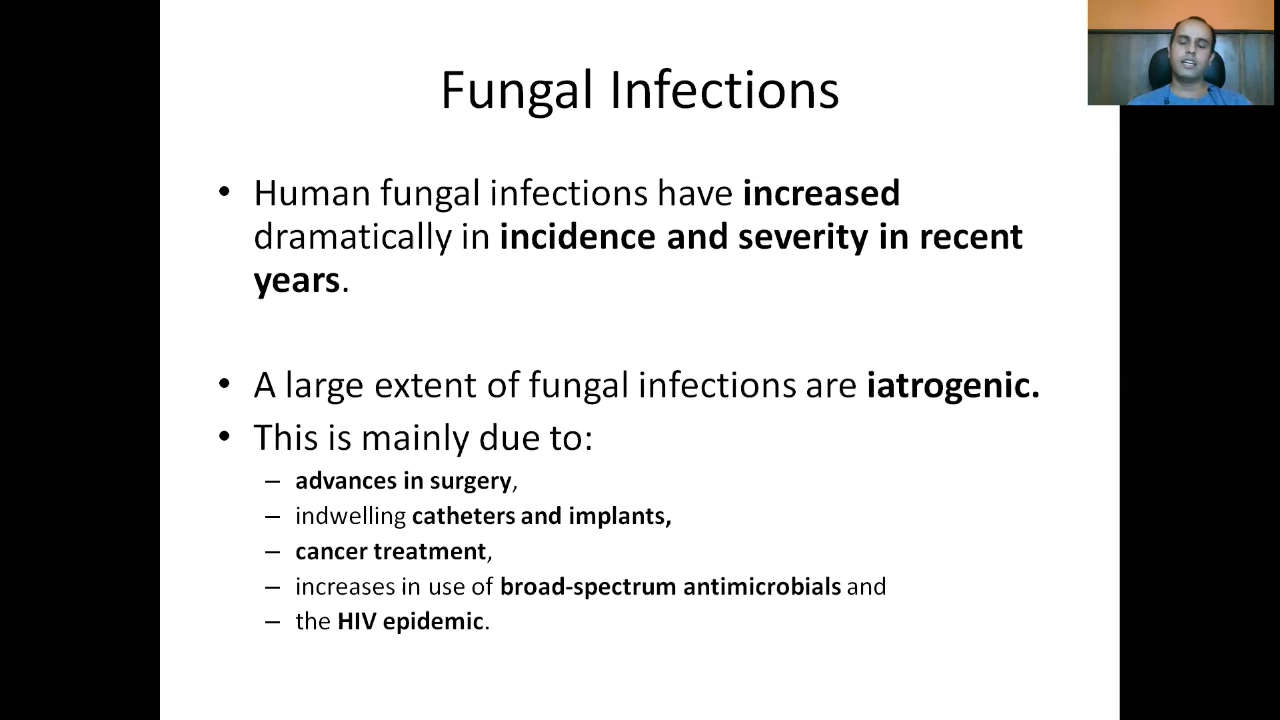 Fungal Infections
• Human fungal infections have increased
dramatically in incidence and severity in recent
years.
• A large extent of fungal infections are iatrogenic.
• This is mainly due to:
– advances in surgery,
– indwelling catheters and implants,
– cancer treatment,
– increases in use of broad-spectrum antimicrobials and
– the HIV epidemic.